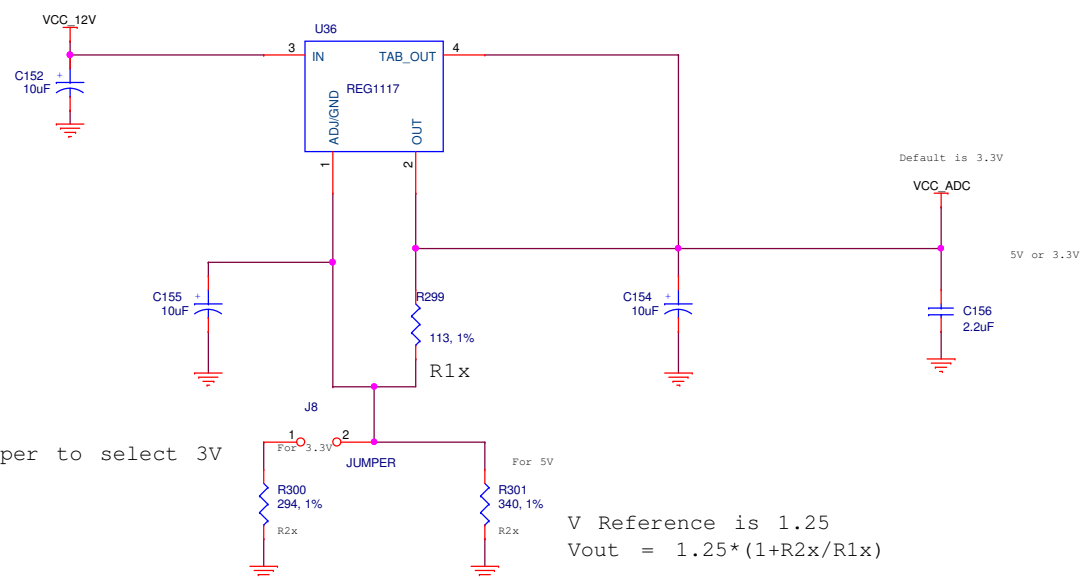 VCC_12V
U36
3
IN
TAB_OUT
4
C152
10uF
REG1117
ADJ/GND
OUT
1
2
Default is 3.3V
VCC_ADC
5V or 3.3V
C155
10uF
R299
113, 1%
R1x
C154
10uF
C156
2.2uF
J8
1
2
For 3.3V
JUMPER
per to select 3V
For 5V
R300
294, 1%
R2x
R301
340, 1%
R2x
V Reference is 1.25
Vout = 1.25*(1+R2x/R1x)